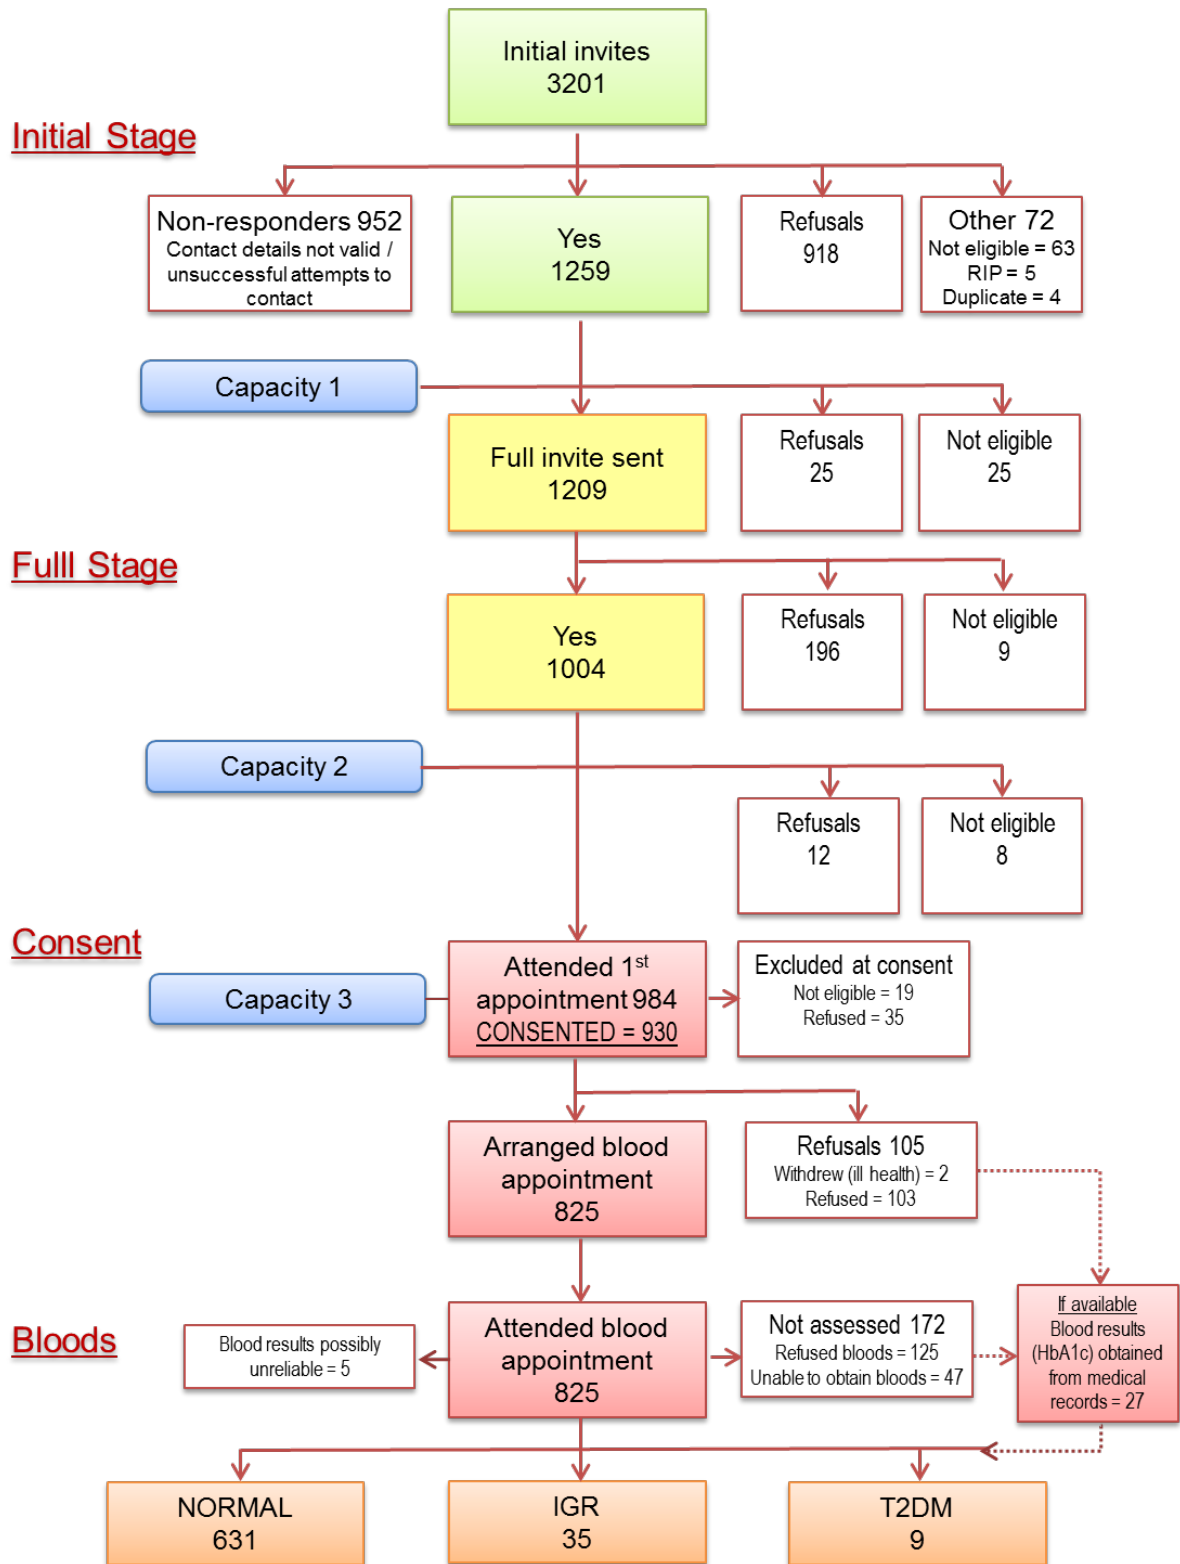 Initial invites
3201
Initial Stage
Non-responders 952
Contact details not valid /
unsuccessful attempts to
contact
Yes
1259
Refusals
918
Other 72
Not eligible = 63
RIP = 5
Duplicate = 4
Capacity 1
Full invite sent
1209
Refusals
25
Not eligible
25
Fulll Stage
Yes
1004
Refusals
196
Not eligible
9
Capacity 2
Refusals
12
Not eligible
8
Consent
Capacity 3
Attended 1st
appointment 984
CONSENTED = 930
Excluded at consent
Not eligible = 19
Refused = 35
Arranged blood
appointment
825
Refusals 105
Withdrew (ill health) = 2
Refused = 103
Bloods
Blood results possibly
unreliable = 5
Attended blood
appointment
825
Not assessed 172
Refused bloods = 125
Unable to obtain bloods = 47
If available
Blood results
(HbA1c) obtained
from medical
records = 27
NORMAL
631
IGR
35
T2DM
9